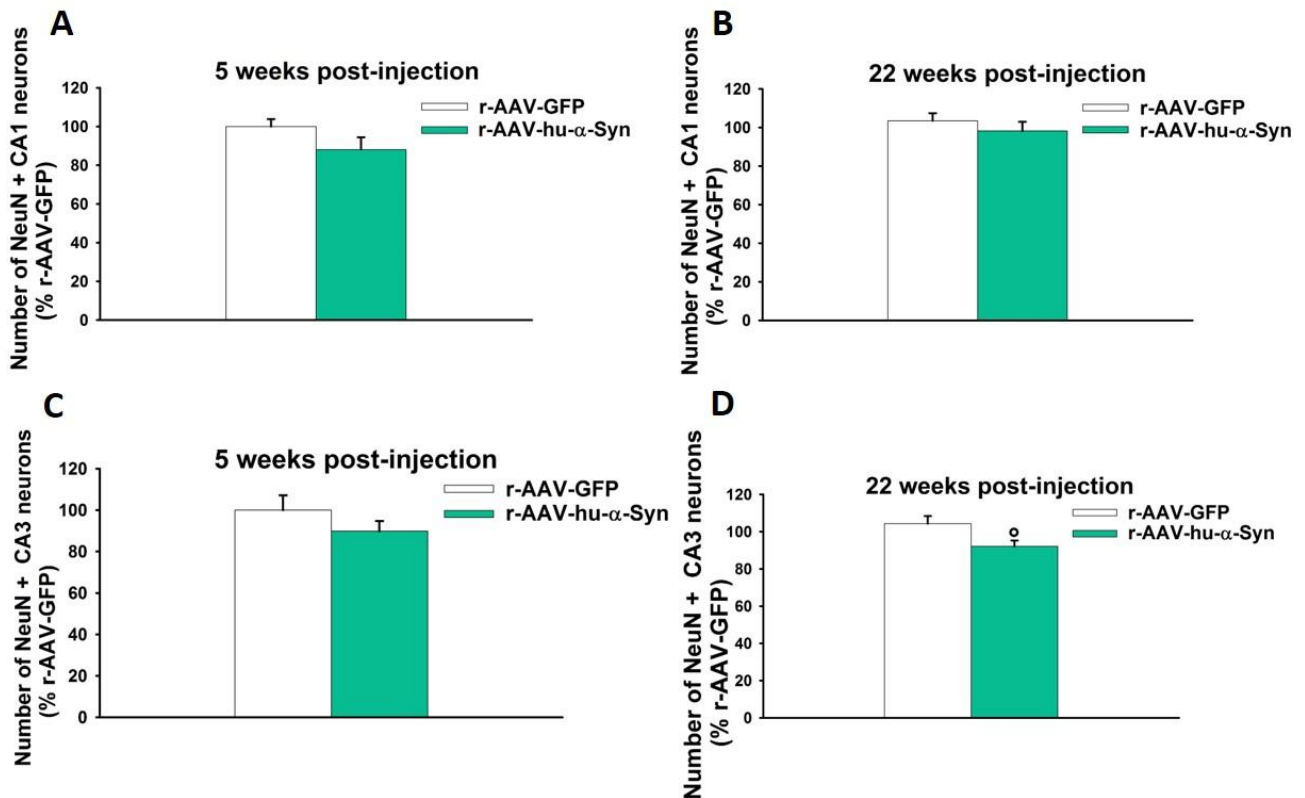 A
5 weeks post-injection
r-AAV-GFP
r-AAV-hu-α-Syn
Number of NeuN + CA1 neurons
(% r-AAV-GFP)
120
100
80
60
40
20
0
B
22 weeks post-injection
r-AAV-GFP
r-AAV-hu-α-Syn
Number of NeuN + CA1 neurons
(% r-AAV-GFP)
120
100
80
60
40
20
0
C
5 weeks post-injection
r-AAV-GFP
r-AAV-hu-α-Syn
Number of NeuN + CA3 neurons
(% r-AAV-GFP)
120
100
80
60
40
20
0
D
22 weeks post-injection
r-AAV-GFP
r-AAV-hu-α-Syn
Number of NeuN + CA3 neurons
(% r-AAV-GFP)
120
100
80
60
40
20
0